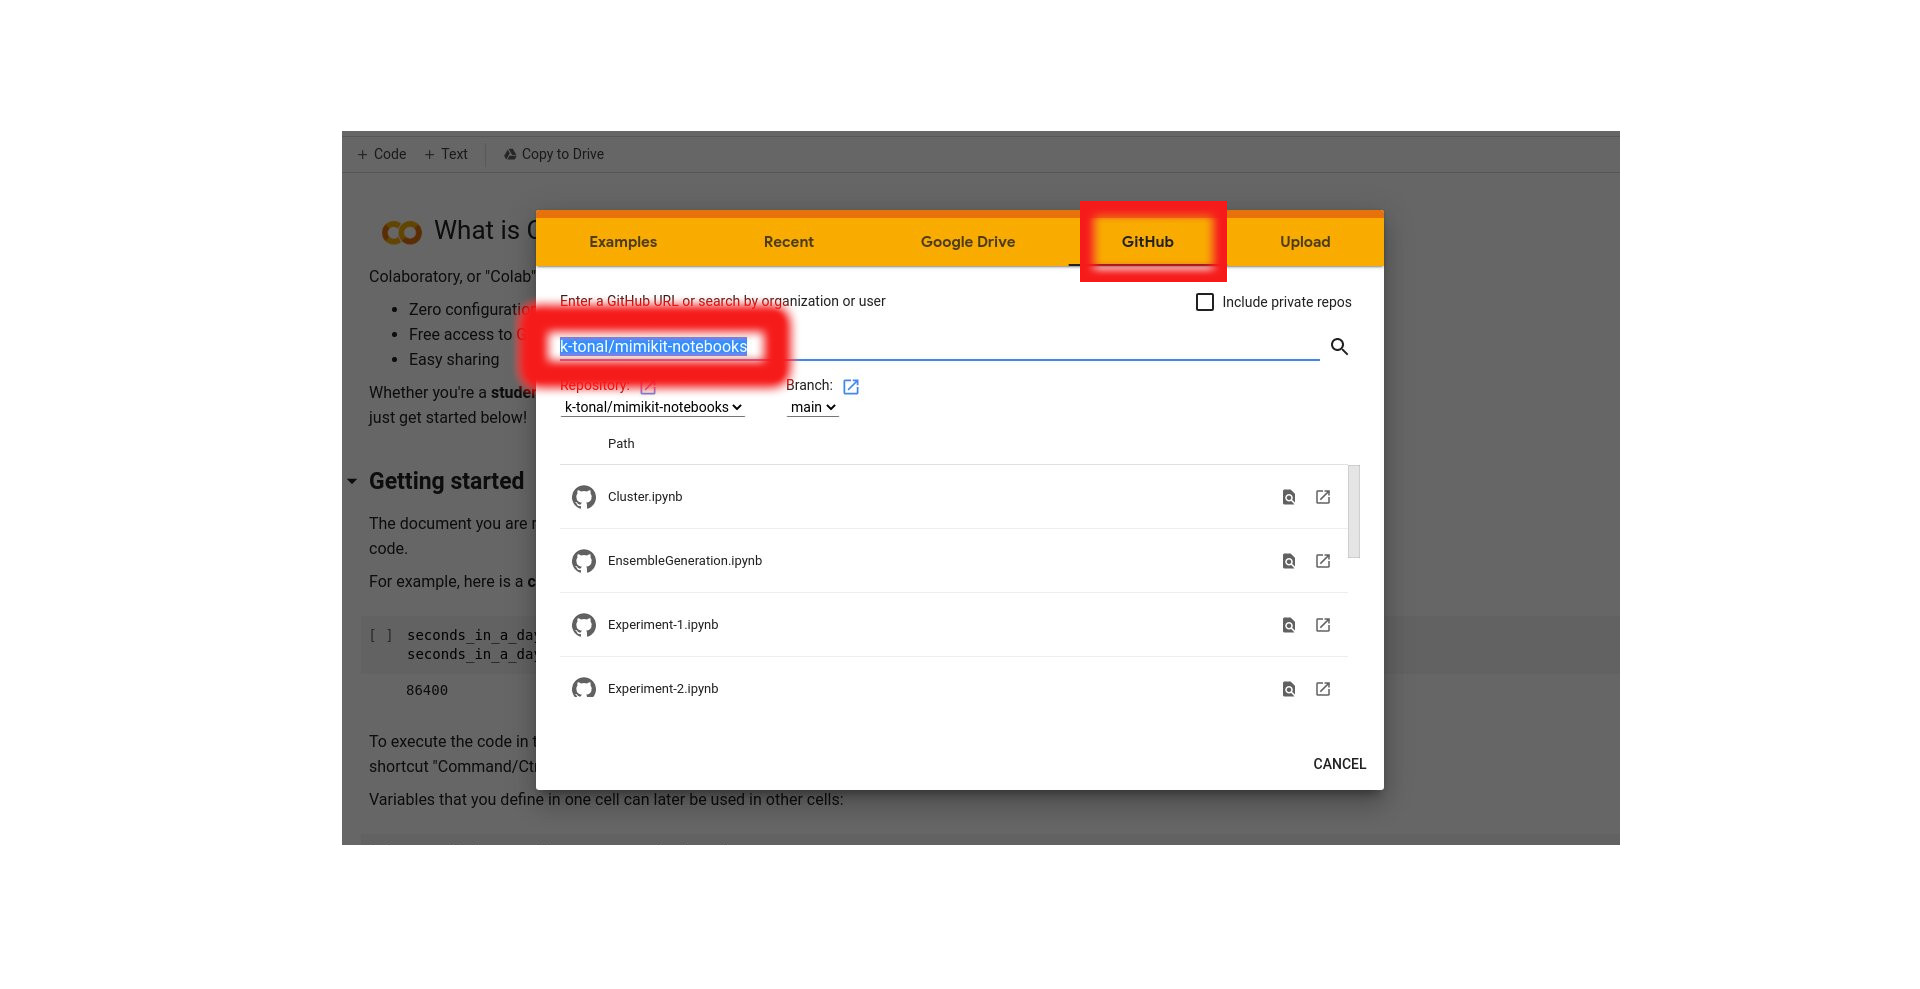 + Code + Text Copy to Drive
What is C
Colaboratory, or "Colab"
Zero configuratio
Free access to G
Easy sharing
Whether you're a stude
just get started below!
Getting started
The document you are r
code.
For example, here is a c
[ ] seconds_in_a_day
seconds_in_a_day
86400
To execute the code in t
shortcut "Command/Ctr
Variables that you define in one cell can later be used in other cells:
Examples Recent Google Drive GitHub Upload
Enter a GitHub URL or search by organization or user Include private repos
k-tonal/mimikit-notebooks
Repository: Branch:
k-tonal/mimikit-notebooks main
Path
Cluster.ipynb
EnsembleGeneration.ipynb
Experiment-1.ipynb
Experiment-2.ipynb
CANCEL